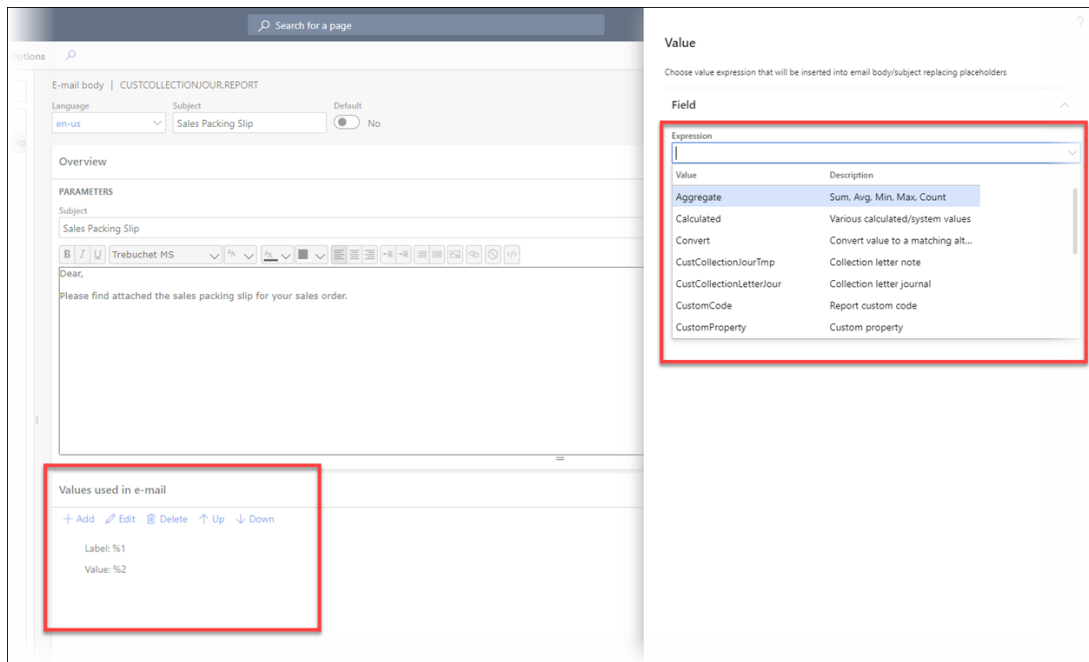 Search for a page
?
Options
E-mail body | CUSTCOLLECTIONJOUR.REPORT
Language Subject Default
en-us Sales Packing Slip No
Overview
PARAMETERS
Subject
Sales Packing Slip
B I U Trebuchet MS
Dear,
Please find attached the sales packing slip for your sales order.
Values used in e-mail
Add Edit Delete Up Down
Label: %1
Value: %2
Value
Choose value expression that will be inserted into email body/subject replacing placeholders
Field
Expression
Value Description
Aggregate Sum, Avg, Min, Max, Count
Calculated Various calculated/system values
Convert Convert value to a matching alt...
CustCollectionJourTmp Collection letter note
CustCollectionLetterJour Collection letter journal
CustomCode Report custom code
CustomProperty Custom property